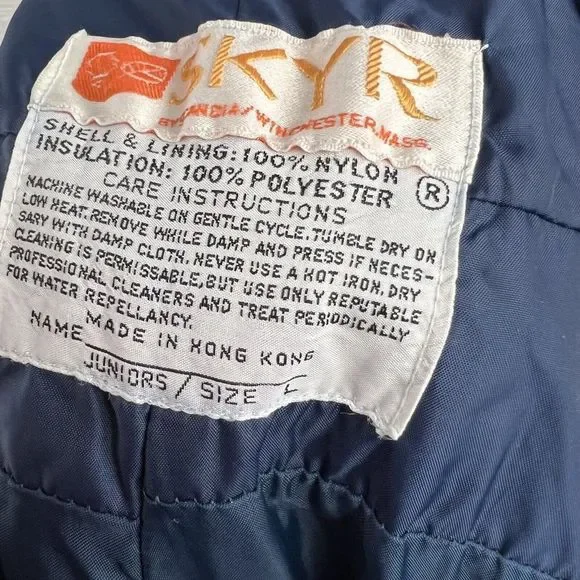 SKYR
BY SCANDIA / WINCHESTER, MASS.
SHELL & LINING: 100% NYLON
INSULATION: 100% POLYESTER ®
CARE INSTRUCTIONS
MACHINE WASHABLE ON GENTLE CYCLE. TUMBLE DRY ON
LOW HEAT. REMOVE WHILE DAMP AND PRESS IF NECES-
SARY WITH DAMP CLOTH. NEVER USE A HOT IRON. DRY
CLEANING IS PERMISSABLE, BUT USE ONLY REPUTABLE
PROFESSIONAL CLEANERS AND TREAT PERIODICALLY
FOR WATER REPELLANCY.
MADE IN HONG KONG
NAME
JUNIORS / SIZE L